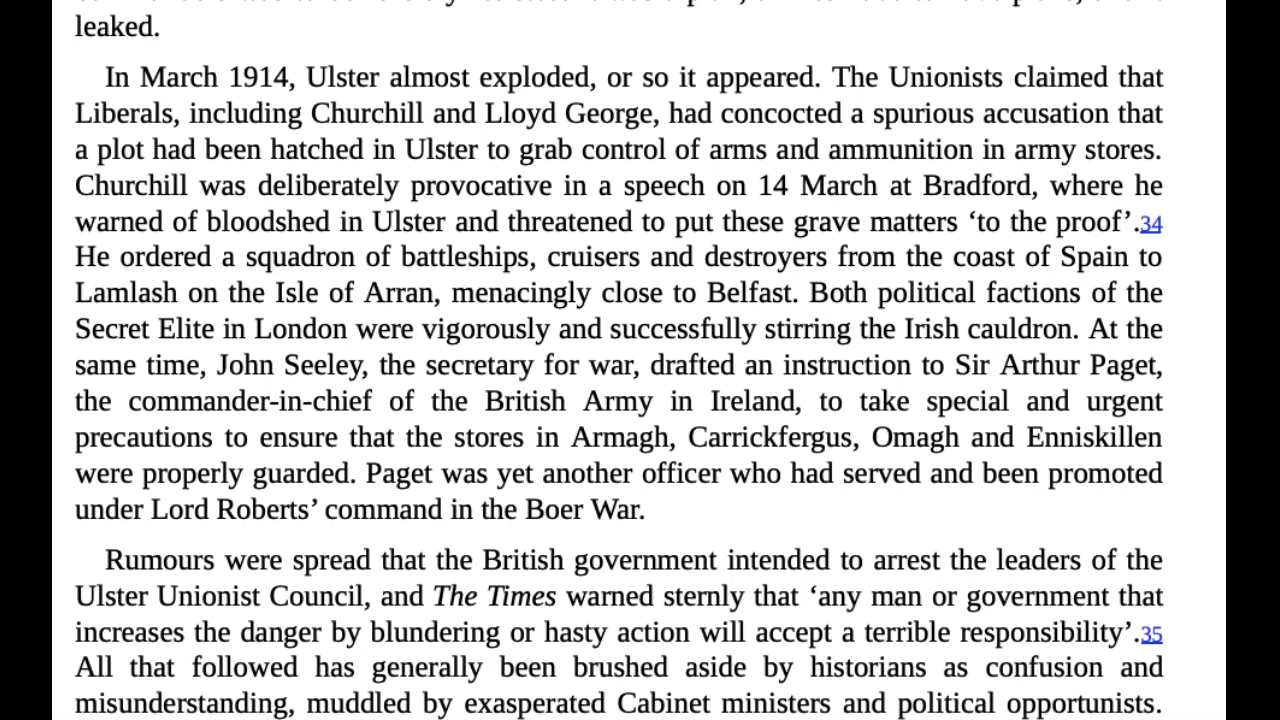 leaked.
In March 1914, Ulster almost exploded, or so it appeared. The Unionists claimed that
Liberals, including Churchill and Lloyd George, had concocted a spurious accusation that
a plot had been hatched in Ulster to grab control of arms and ammunition in army stores.
Churchill was deliberately provocative in a speech on 14 March at Bradford, where he
warned of bloodshed in Ulster and threatened to put these grave matters ‘to the proof’.34
He ordered a squadron of battleships, cruisers and destroyers from the coast of Spain to
Lamlash on the Isle of Arran, menacingly close to Belfast. Both political factions of the
Secret Elite in London were vigorously and successfully stirring the Irish cauldron. At the
same time, John Seeley, the secretary for war, drafted an instruction to Sir Arthur Paget,
the commander-in-chief of the British Army in Ireland, to take special and urgent
precautions to ensure that the stores in Armagh, Carrickfergus, Omagh and Enniskillen
were properly guarded. Paget was yet another officer who had served and been promoted
under Lord Roberts’ command in the Boer War.
Rumours were spread that the British government intended to arrest the leaders of the
Ulster Unionist Council, and The Times warned sternly that ‘any man or government that
increases the danger by blundering or hasty action will accept a terrible responsibility’.35
All that followed has generally been brushed aside by historians as confusion and
misunderstanding, muddled by exasperated Cabinet ministers and political opportunists.